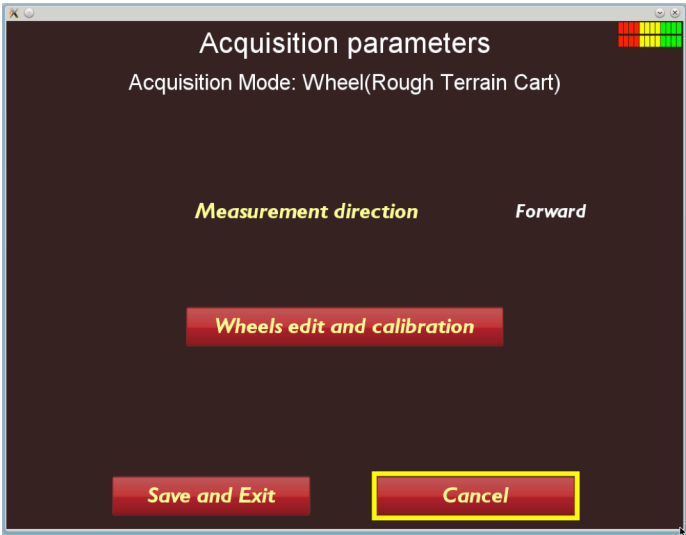 Acquisition parameters
Acquisition Mode: Wheel(Rough Terrain Cart)
Measurement direction Forward
Wheels edit and calibration
Save and Exit Cancel